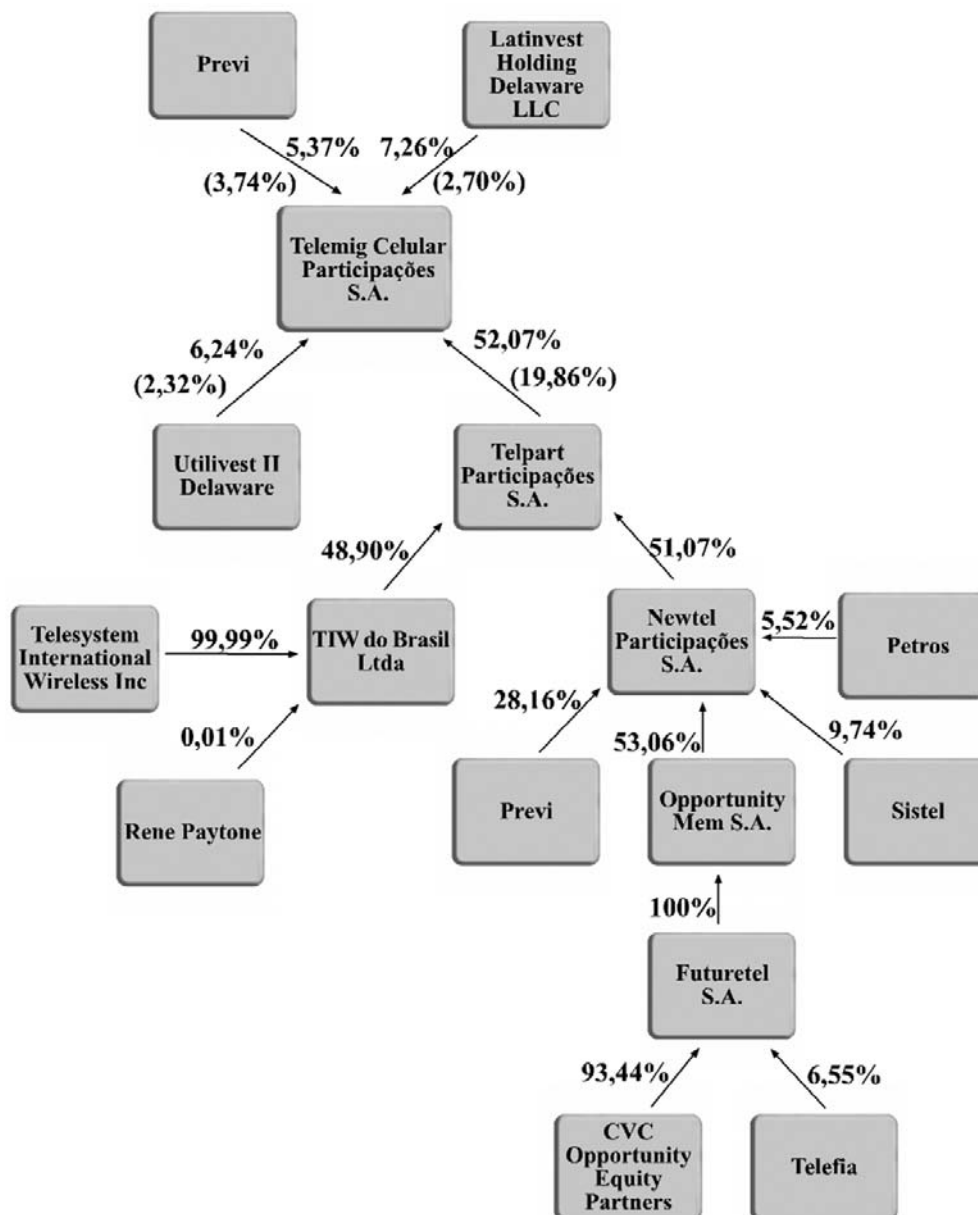 Previ
Latinvest
Holding
Delaware
LLC
5,37%
7,26%
(3,74%)
(2,70%)
Telemig Celular
Participações
S.A.
6,24%
52,07%
(2,32%)
(19,86%)
Utilivest II
Delaware
Telpart
Participações
S.A.
48,90%
51,07%
Telesystem
International
Wireless Inc
99,99%
TIW do Brasil
Ltda
Newtel
Participações
S.A.
5,52%
Petros
0,01%
28,16%
53,06%
9,74%
Rene Paytone
Previ
Opportunity
Mem S.A.
Sistel
100%
Futuretel
S.A.
93,44%
6,55%
CVC
Opportunity
Equity
Partners
Telefia